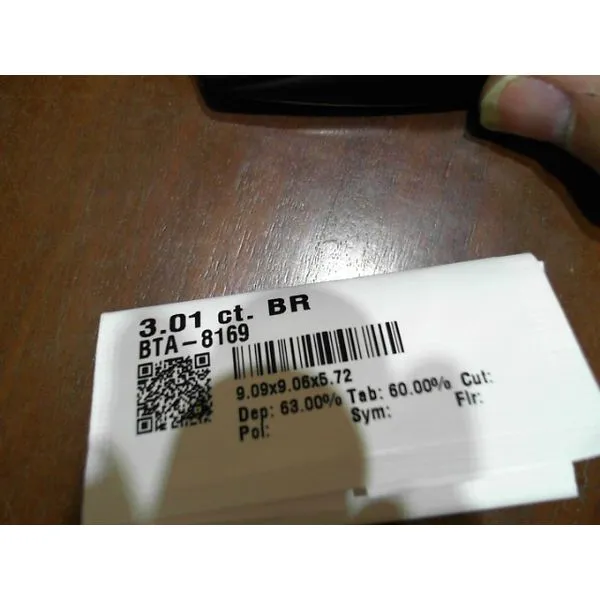 3.01 ct. BR
BTA-8169
9.09x9.06x5.72
Dep: 63.00% Tab: 60.00% Cut:
Pol: Sym: Flr: